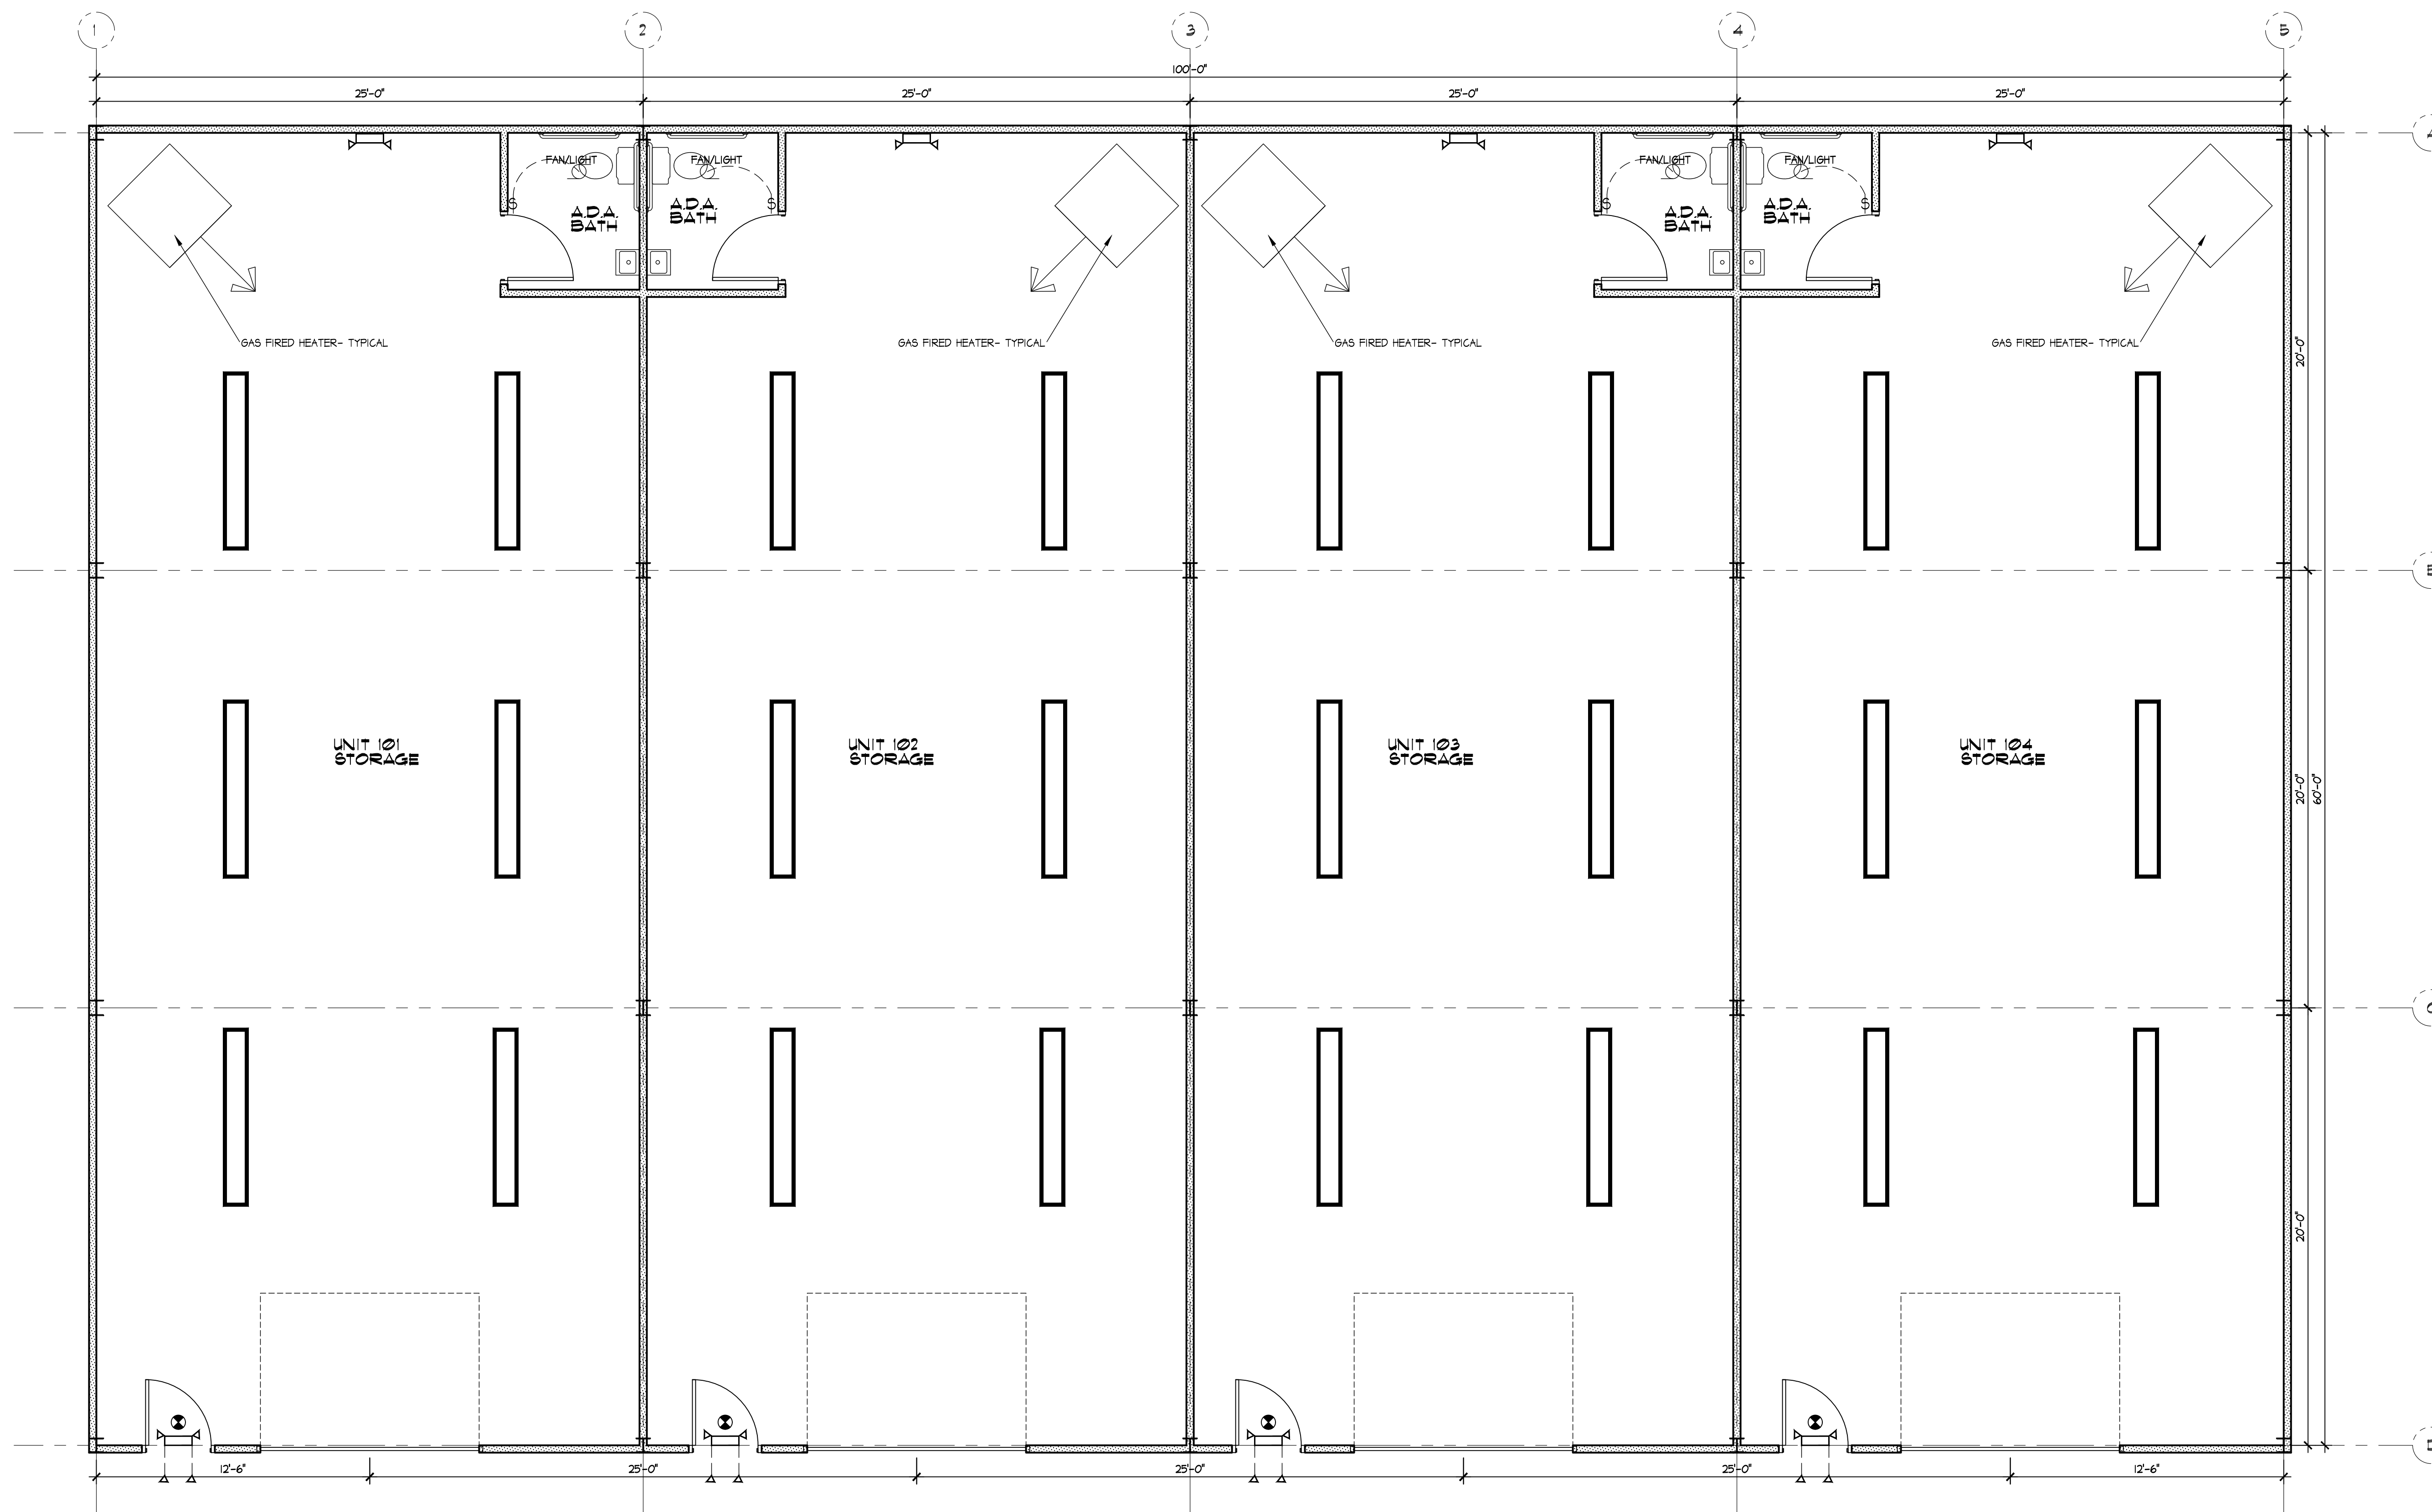 1 2 3 4 5
100'-0"
25'-0" 25'-0" 25'-0" 25'-0"
FAN/LIGHT FAN/LIGHT FAN/LIGHT FAN/LIGHT
S S S S
A.D.A. A.D.A. A.D.A. A.D.A.
BATH BATH BATH BATH
GAS FIRED HEATER- TYPICAL GAS FIRED HEATER- TYPICAL GAS FIRED HEATER- TYPICAL GAS FIRED HEATER- TYPICAL
20'-0"
UNIT 101 UNIT 102 UNIT 103 UNIT 104
STORAGE STORAGE STORAGE STORAGE
20'-0" 60'-0"
20'-0"
12'-6" 25'-0" 25'-0" 25'-0" 12'-6"